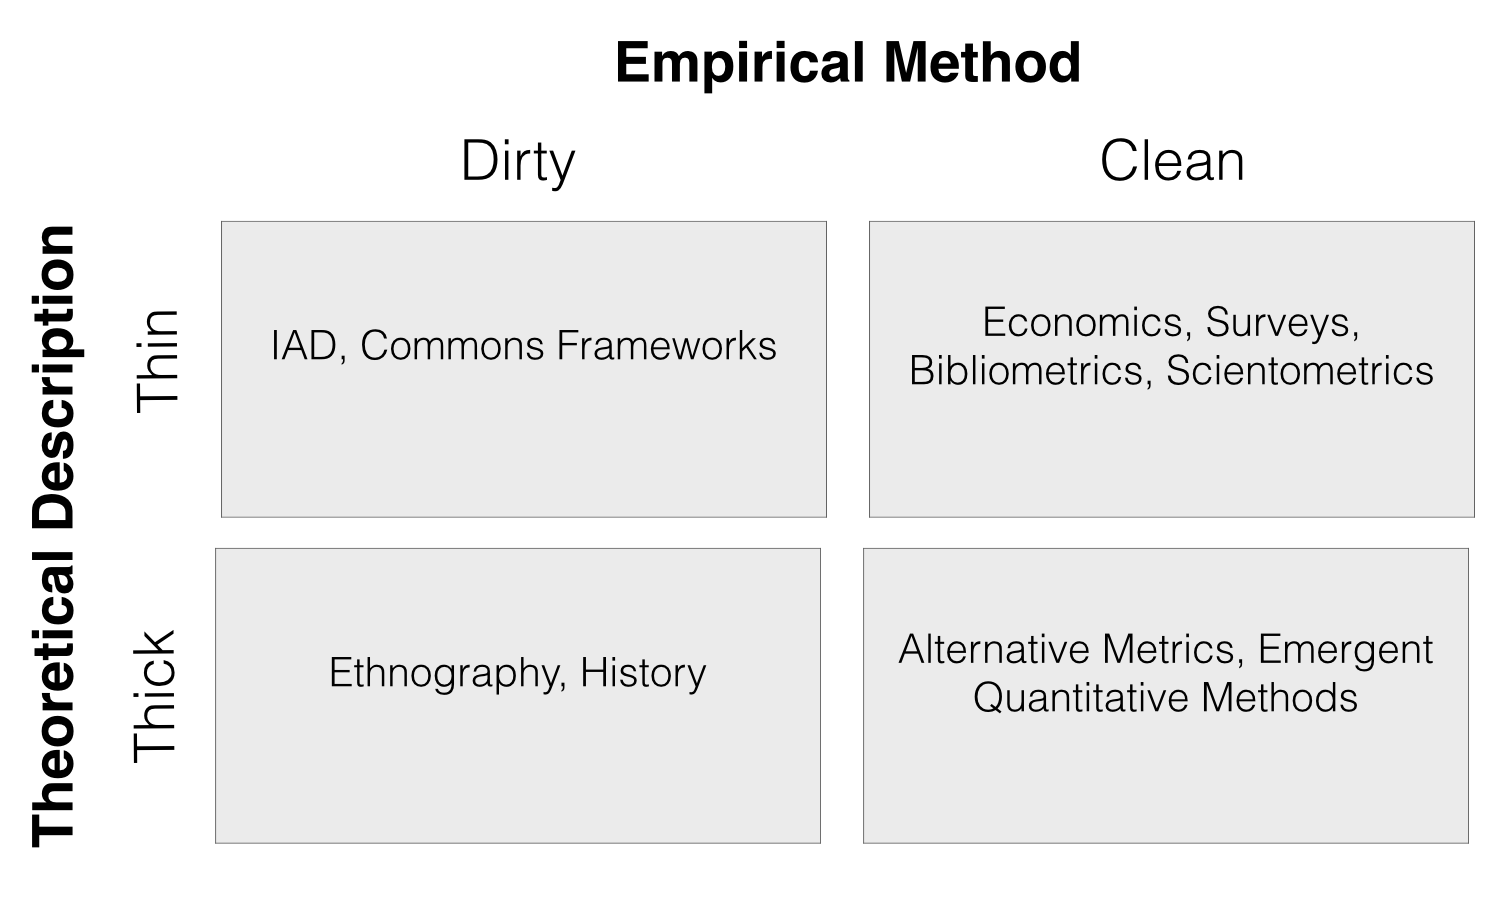 Empirical Method
Dirty
Clean
Theoretical Description
Thin
IAD, Commons Frameworks
Economics, Surveys,
Bibliometrics, Scientometrics
Thick
Ethnography, History
Alternative Metrics, Emergent
Quantitative Methods